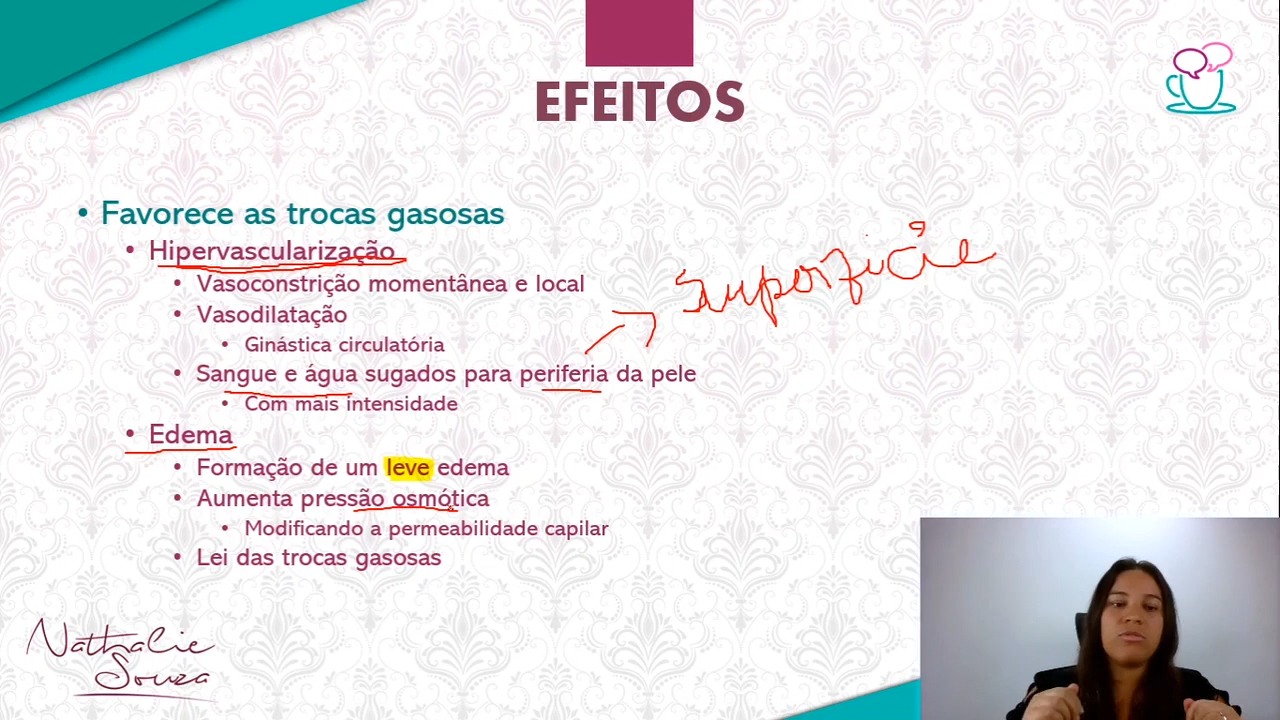 EFEITOS
• Favorece as trocas gasosas
• Hipervascularização
• Vasoconstrição momentânea e local
• Vasodilatação
• Ginástica circulatória
• Sangue e água sugados para periferia da pele
superfície
• Com mais intensidade
• Edema
• Formação de um leve edema
• Aumenta pressão osmótica
• Modificando a permeabilidade capilar
• Lei das trocas gasosas
Nathalie
Souza